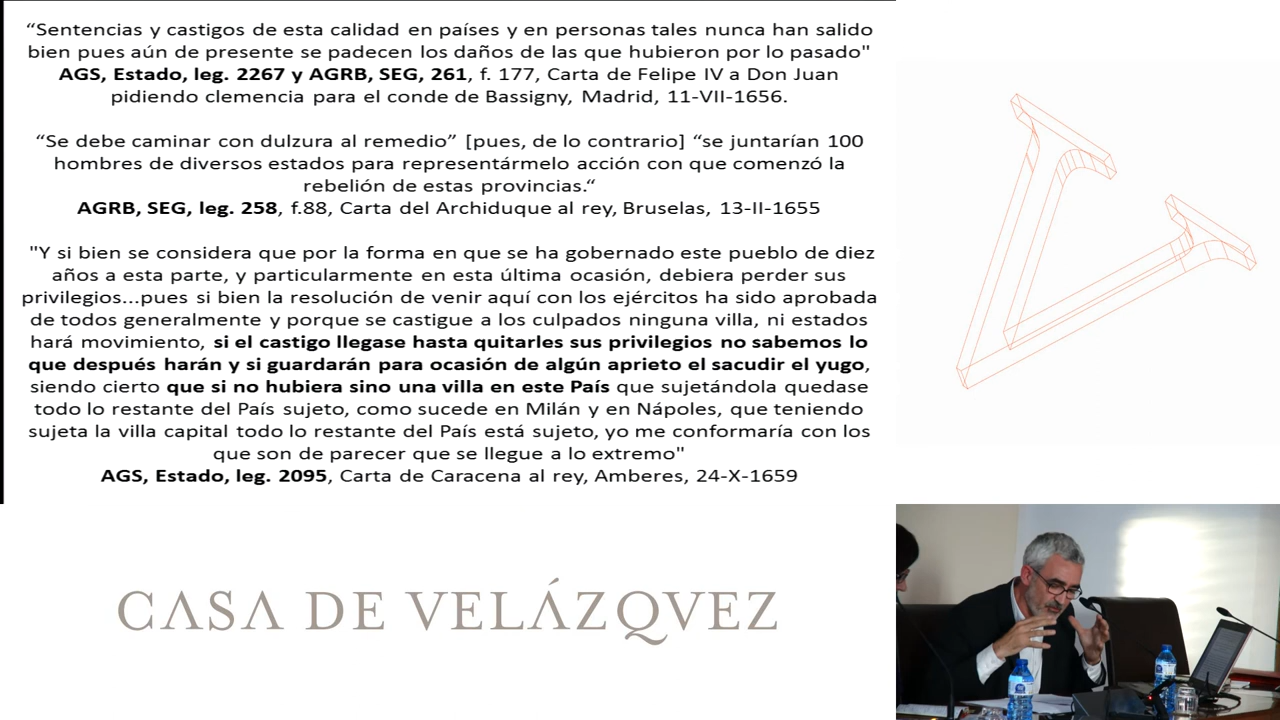 “Sentencias y castigos de esta calidad en países y en personas tales nunca han salido
bien pues aún de presente se padecen los daños de las que hubieron por lo pasado"
AGS, Estado, leg. 2267 y AGRB, SEG, 261, f. 177, Carta de Felipe IV a Don Juan
pidiendo clemencia para el conde de Bassigny, Madrid, 11-VII-1656.
“Se debe caminar con dulzura al remedio” [pues, de lo contrario] “se juntarían 100
hombres de diversos estados para representármelo acción con que comenzó la
rebelión de estas provincias.“
AGRB, SEG, leg. 258, f.88, Carta del Archiduque al rey, Bruselas, 13-II-1655
"Y si bien se considera que por la forma en que se ha gobernado este pueblo de diez
años a esta parte, y particularmente en esta última ocasión, debiera perder sus
privilegios...pues si bien la resolución de venir aquí con los ejércitos ha sido aprobada
de todos generalmente y porque se castigue a los culpados ninguna villa, ni estados
hará movimiento, si el castigo llegase hasta quitarles sus privilegios no sabemos lo
que después harán y si guardarán para ocasión de algún aprieto el sacudir el yugo,
siendo cierto que si no hubiera sino una villa en este País que sujetándola quedase
todo lo restante del País sujeto, como sucede en Milán y en Nápoles, que teniendo
sujeta la villa capital todo lo restante del País está sujeto, yo me conformaría con los
que son de parecer que se llegue a lo extremo"
AGS, Estado, leg. 2095, Carta de Caracena al rey, Amberes, 24-X-1659
CASA DE VELÁZQVEZ